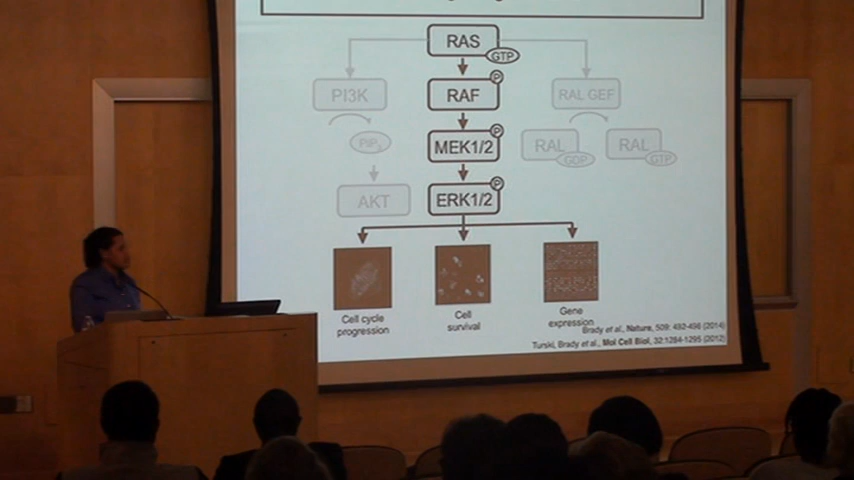 RAS
GTP
PI3K
RAF
P
RAL GEF
PIP
MEK1/2
P
RAL
GDP
RAL
GTP
AKT
ERK1/2
P
Cell cycle
progression
Cell
survival
Gene
expression
Brady et al., Nature, 509: 492-496 (2014)
Turski, Brady et al., Mol Cell Biol, 32:1284-1295 (2012)